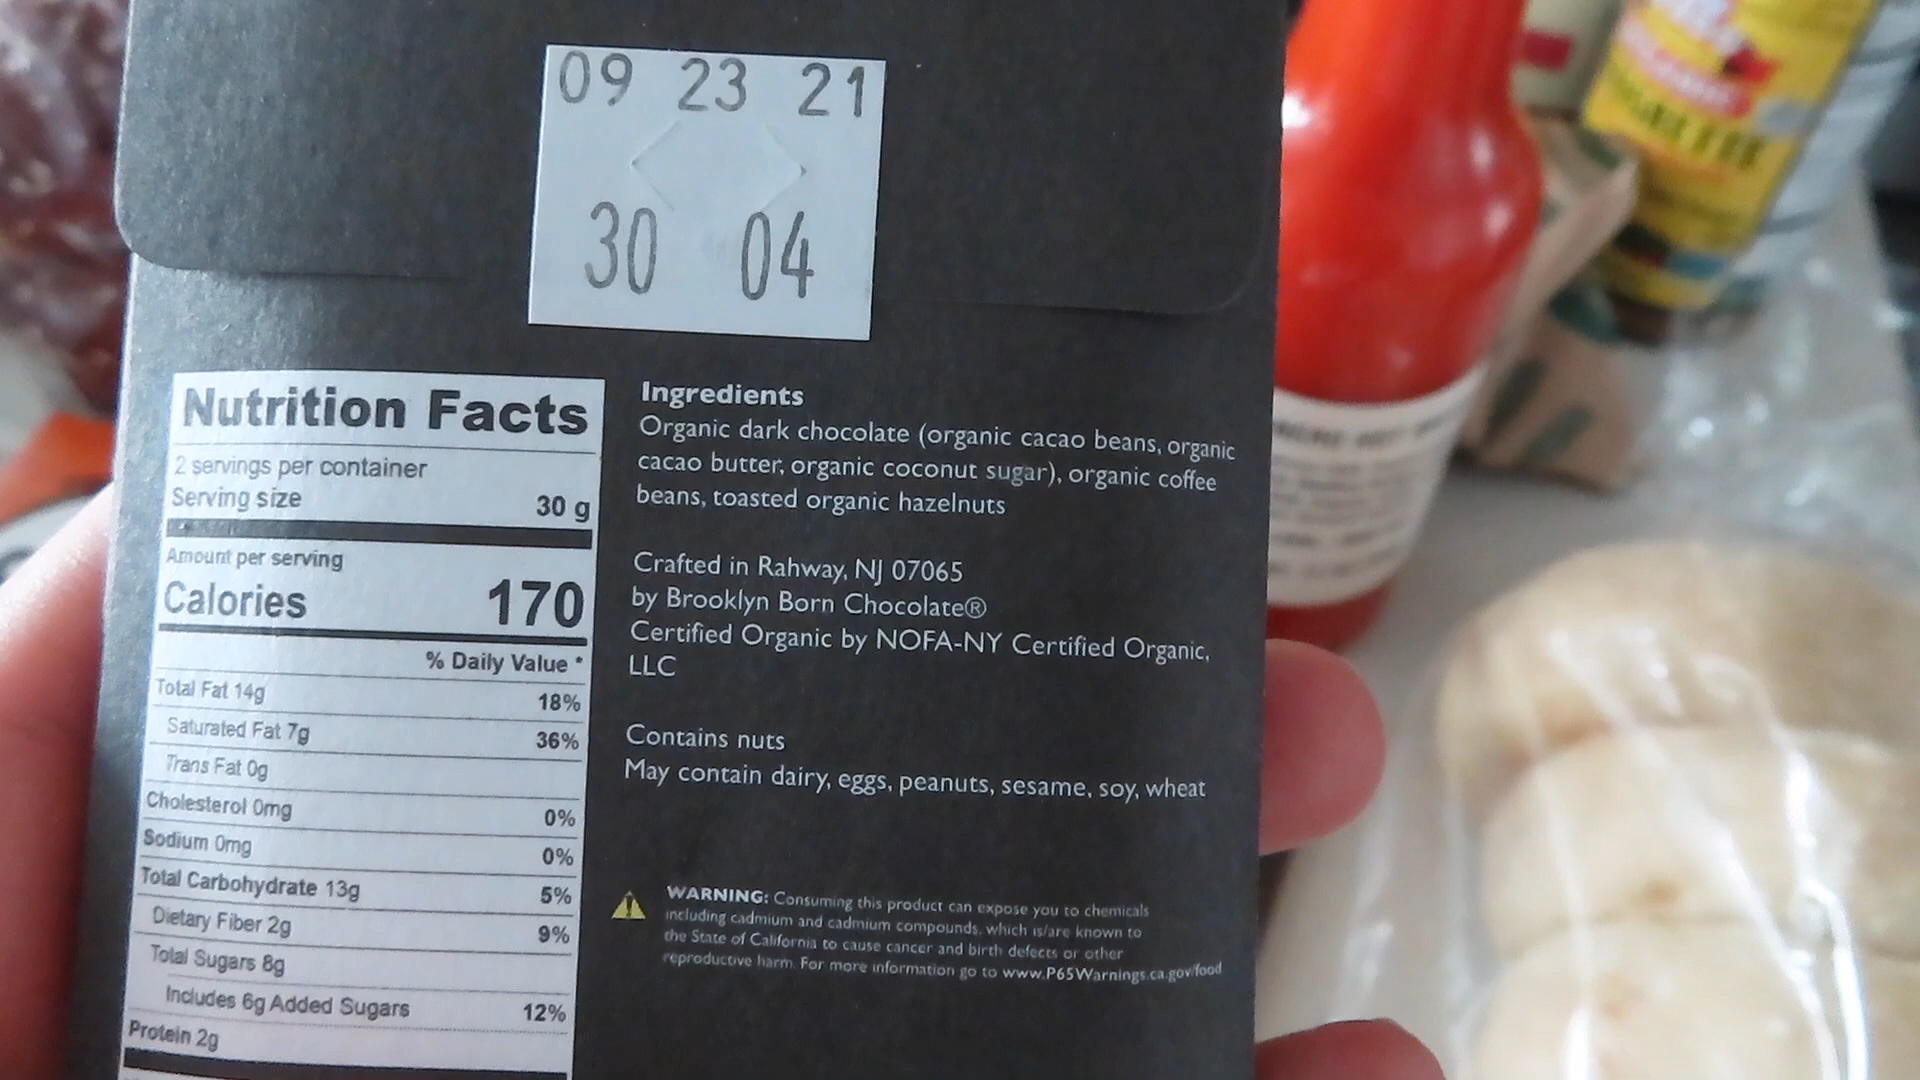 09 23 21
30 04
Nutrition Facts
2 servings per container
Serving size 30 g
Amount per serving
Calories 170
% Daily Value *
Total Fat 14g 18%
Saturated Fat 7g 36%
Trans Fat 0g
Cholesterol 0mg 0%
Sodium 0mg 0%
Total Carbohydrate 13g 5%
Dietary Fiber 2g 9%
Total Sugars 8g
Includes 6g Added Sugars 12%
Protein 2g
Ingredients
Organic dark chocolate (organic cacao beans, organic
cacao butter, organic coconut sugar), organic coffee
beans, toasted organic hazelnuts
Crafted in Rahway, NJ 07065
by Brooklyn Born Chocolate®
Certified Organic by NOFA-NY Certified Organic,
LLC
Contains nuts
May contain dairy, eggs, peanuts, sesame, soy, wheat
WARNING: Consuming this product can expose you to chemicals
including cadmium and cadmium compounds, which is/are known to
the State of California to cause cancer and birth defects or other
reproductive harm. For more information go to www.P65Warnings.ca.gov/food